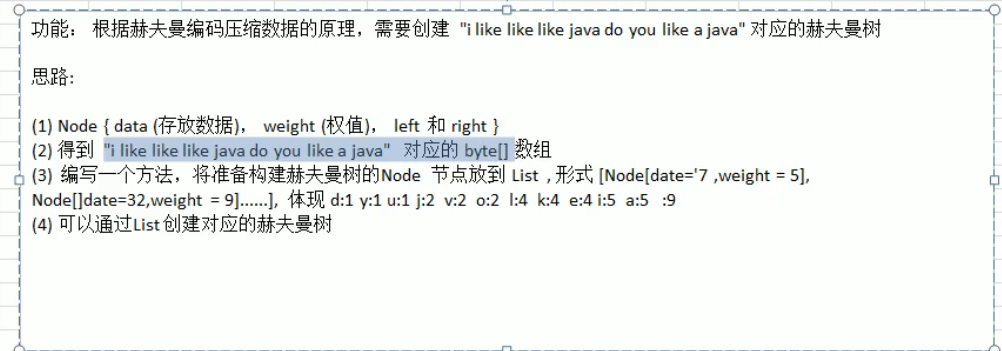 功能： 根据赫夫曼编码压缩数据的原理，需要创建 "i like like like java do you like a java" 对应的赫夫曼树
思路：
(1) Node { data (存放数据)， weight (权值)， left 和 right }
(2) 得到 "i like like like java do you like a java" 对应的 byte[] 数组
(3) 编写一个方法，将准备构建赫夫曼树的Node 节点放到 List , 形式 [Node[date='7 ,weight = 5],
Node[]date=32,weight = 9]......], 体现 d:1 y:1 u:1 j:2 v:2 o:2 l:4 k:4 e:4 i:5 a:5 :9
(4) 可以通过List 创建对应的赫夫曼树